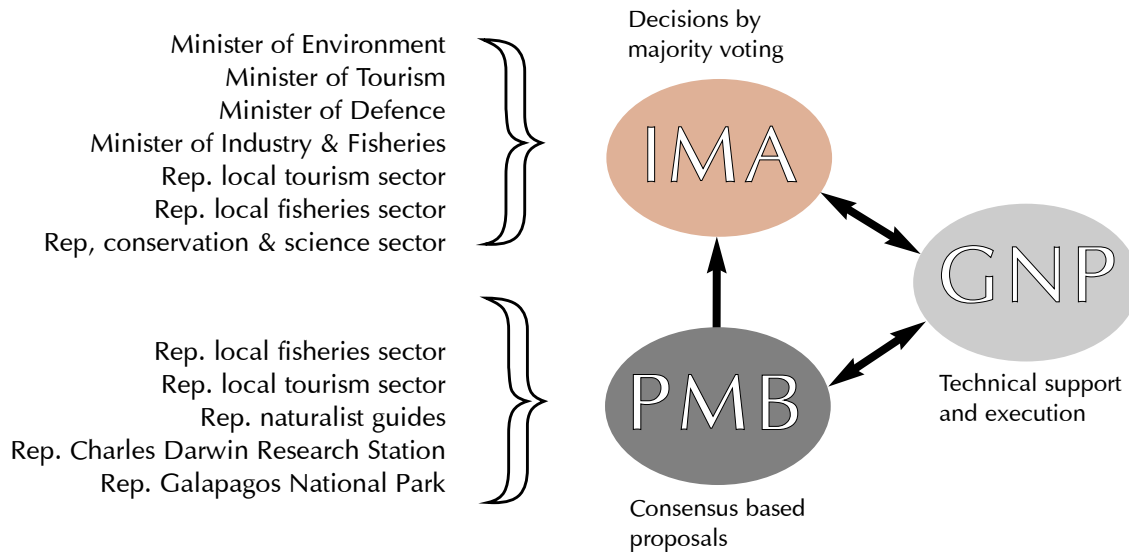 Minister of Environment
Minister of Tourism
Minister of Defence
Minister of Industry & Fisheries
Rep. local tourism sector
Rep. local fisheries sector
Rep, conservation & science sector
Decisions by
majority voting
IMA
GNP
Technical support
and execution
Rep. local fisheries sector
Rep. local tourism sector
Rep. naturalist guides
Rep. Charles Darwin Research Station
Rep. Galapagos National Park
PMB
Consensus based
proposals